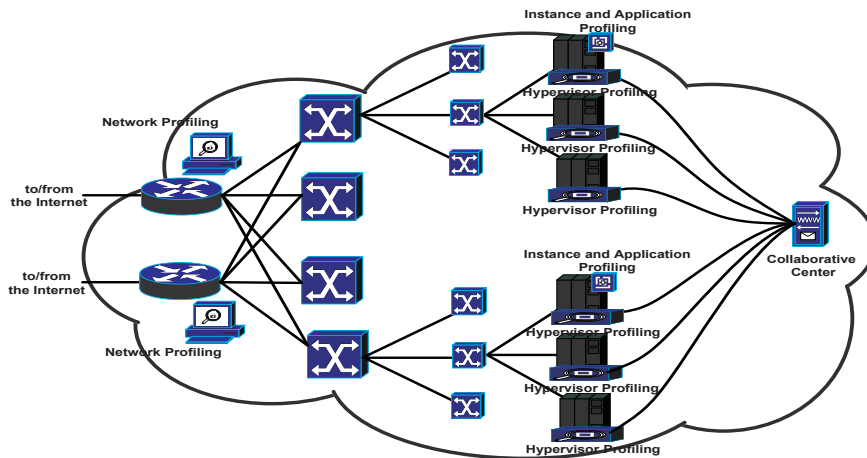 Instance and Application
Profiling
Hypervisor Profiling
Network Profiling
Hypervisor Profiling
to/from
the Internet
Hypervisor Profiling
WWW
Collaborative
Center
Instance and Application
Profiling
to/from
the Internet
Hypervisor Profiling
Network Profiling
Hypervisor Profiling
Hypervisor Profiling